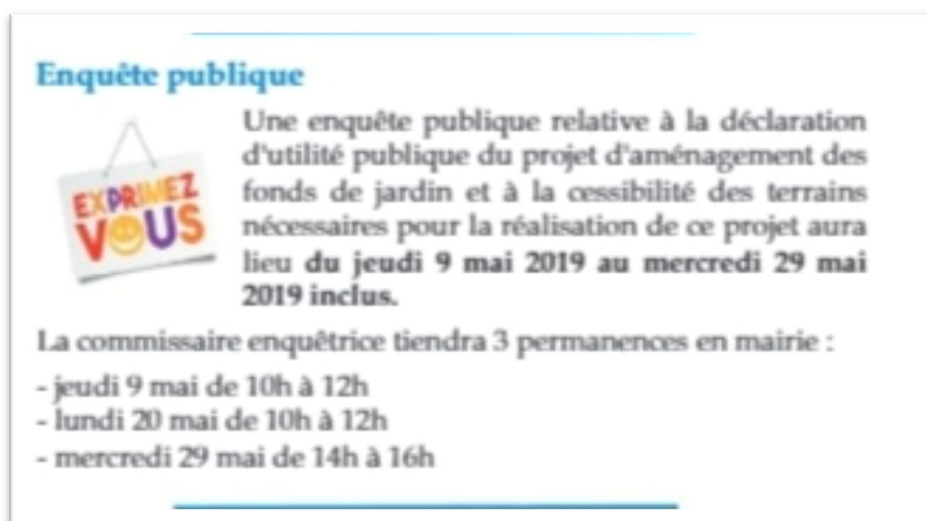 Enquête publique
EXPRIMEZ
VOUS
Une enquête publique relative à la déclaration
d'utilité publique du projet d'aménagement des
fonds de jardin et à la cessibilité des terrains
nécessaires pour la réalisation de ce projet aura
lieu du jeudi 9 mai 2019 au mercredi 29 mai
2019 inclus.
La commissaire enquêtrice tiendra 3 permanences en mairie :
- jeudi 9 mai de 10h à 12h
- lundi 20 mai de 10h à 12h
- mercredi 29 mai de 14h à 16h